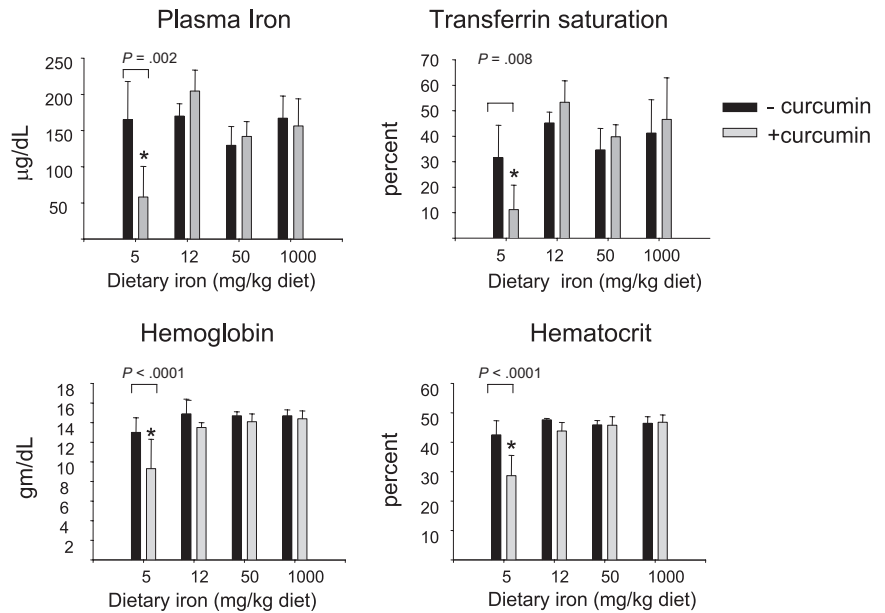 Plasma Iron
P = .002
250
200
150
100
50
μg/dL
*
5 12 50 1000
Dietary iron (mg/kg diet)
Transferrin saturation
P = .008
70
60
50
40
30
20
10
percent
*
5 12 50 1000
Dietary iron (mg/kg diet)
- curcumin
+curcumin
Hemoglobin
P < .0001
18
16
14
12
10
8
6
4
2
gm/dL
*
5 12 50 1000
Dietary iron (mg/kg diet)
Hematocrit
P < .0001
60
50
40
30
20
10
percent
*
5 12 50 1000
Dietary iron (mg/kg diet)